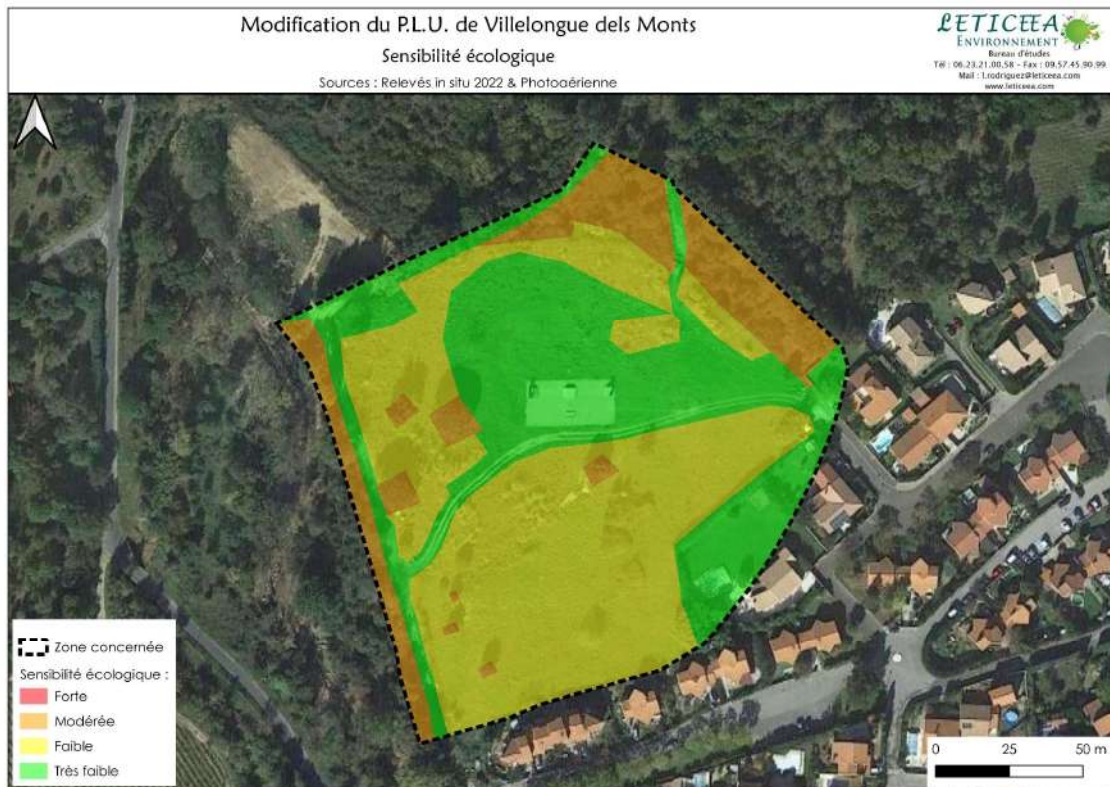 Modification du P.L.U. de Villelongue dels Monts
Sensibilité écologique
Sources : Relevés in situ 2022 & Photoaérienne
LETICEEA
ENVIRONNEMENT
Bureau d'études
Tél : 06.23.21.00.58 - Fax : 09.57.45.90.99
Mail : l.rodriguez@leticeea.com
www.leticeea.com
Zone concernée
Sensibilité écologique :
Forte
Modérée
Faible
Très faible
0 25 50 m